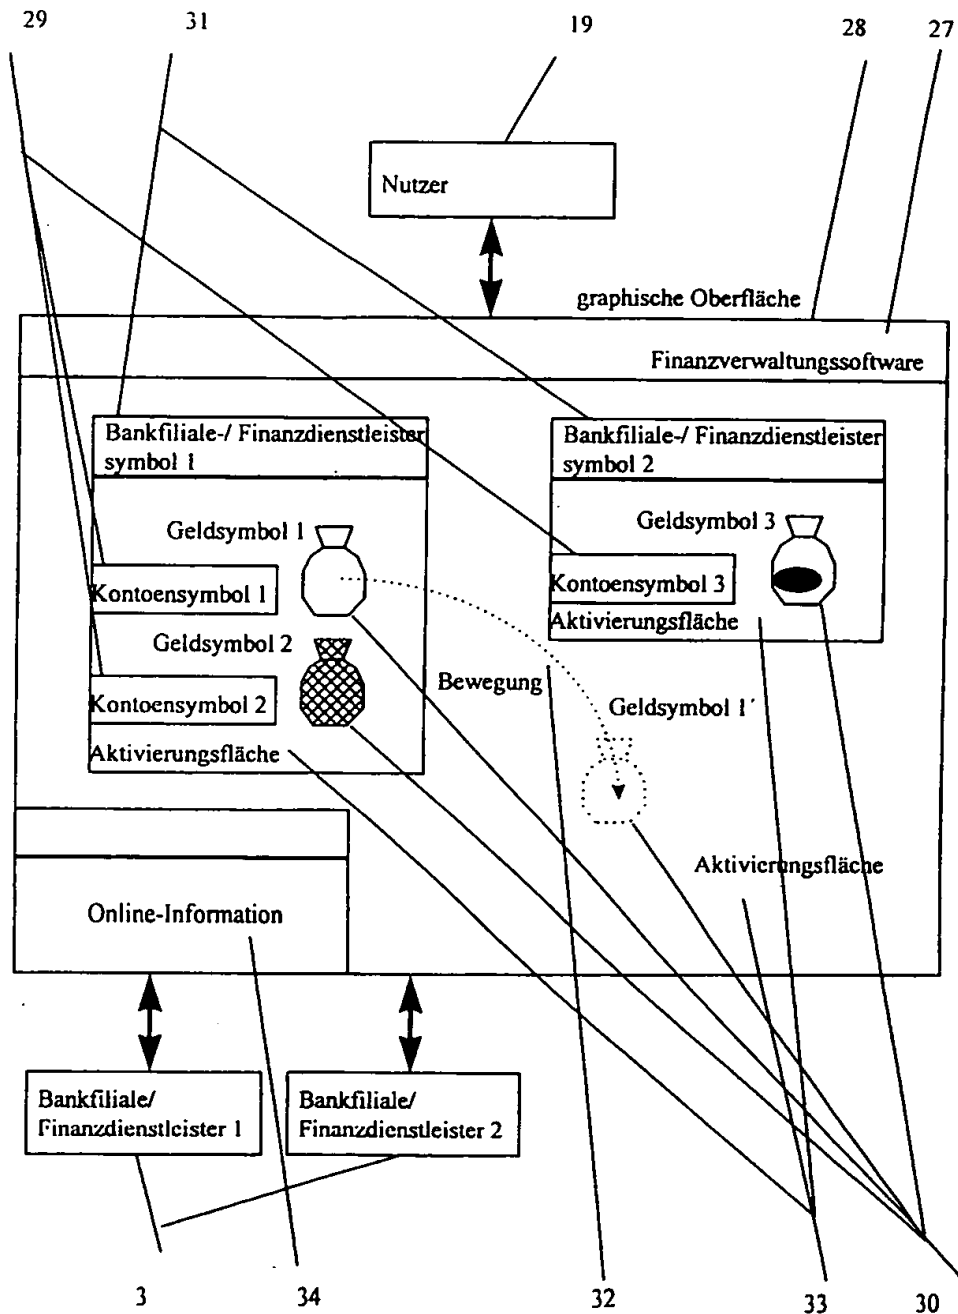 29
31
19
28
27
Nutzer
graphische Oberfläche
Finanzverwaltungssoftware
Bankfiliale-/ Finanzdienstleister
symbol 1
Bankfiliale-/ Finanzdienstleister
symbol 2
Geldsymbol 1
Geldsymbol 3
Kontoensymbol 1
Kontoensymbol 3
Aktivierungsfläche
Geldsymbol 2
Bewegung
Kontoensymbol 2
Geldsymbol 1'
Aktivierungsfläche
Aktivierungsfläche
Online-Information
Bankfiliale/
Finanzdienstleister 1
Bankfiliale/
Finanzdienstleister 2
3
34
32
33
30